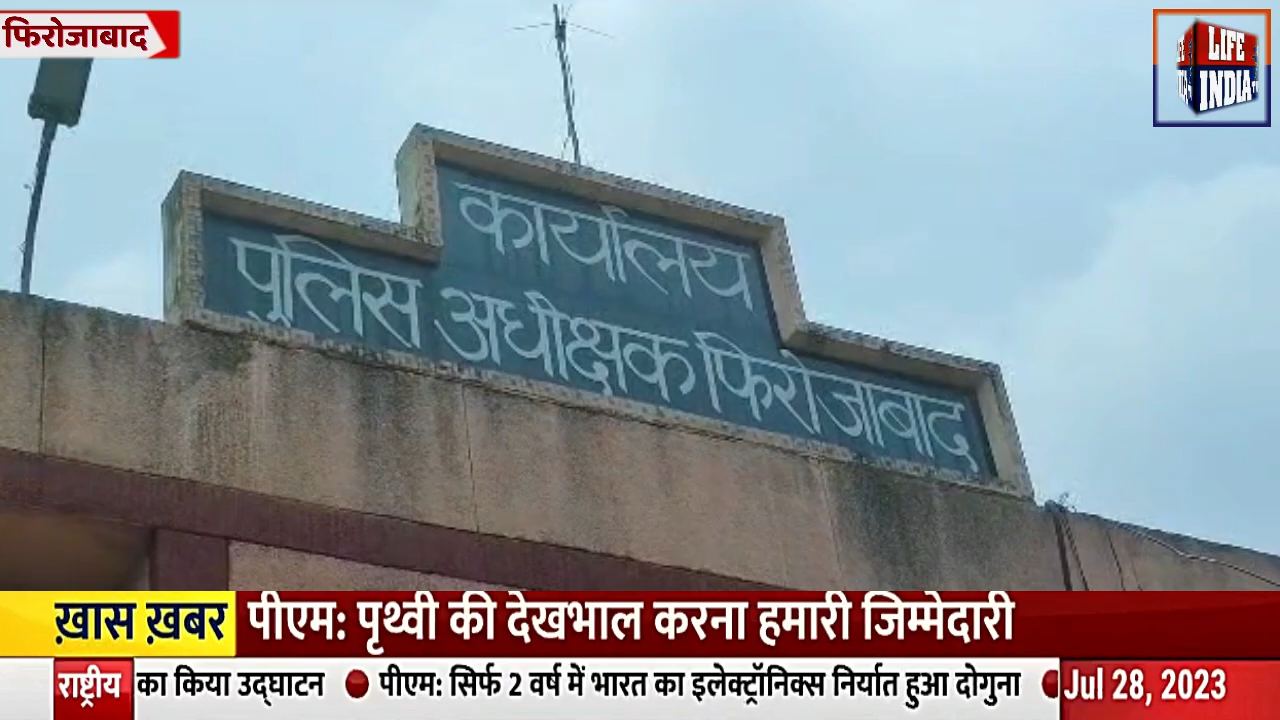 फिरोजाबाद
LIFE
INDIA
कार्यालय
पुलिस अधीक्षक फिरोजाबाद
ख़ास ख़बर
पीएम: पृथ्वी की देखभाल करना हमारी जिम्मेदारी
राष्ट्रीय
का किया उद्घाटन
पीएम: सिर्फ 2 वर्ष में भारत का इलेक्ट्रॉनिक्स निर्यात हुआ दोगुना
Jul 28, 2023